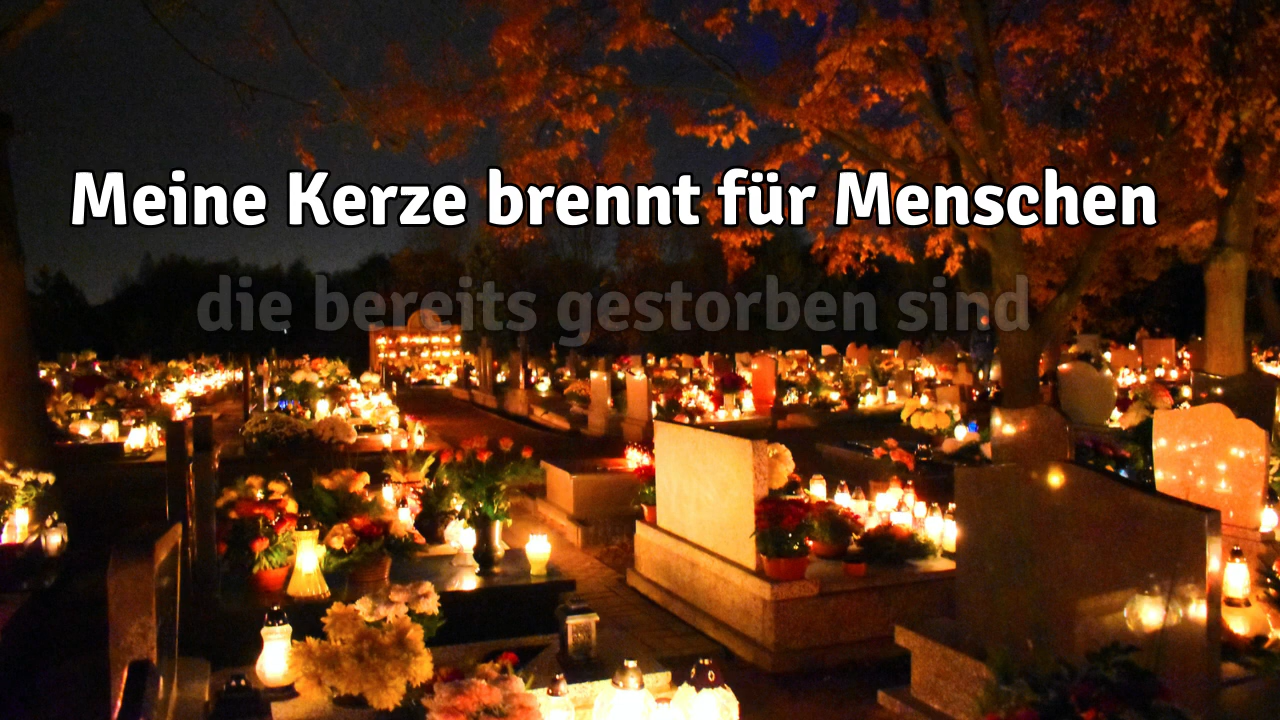 Meine Kerze brennt für Menschen
die bereits gestorben sind